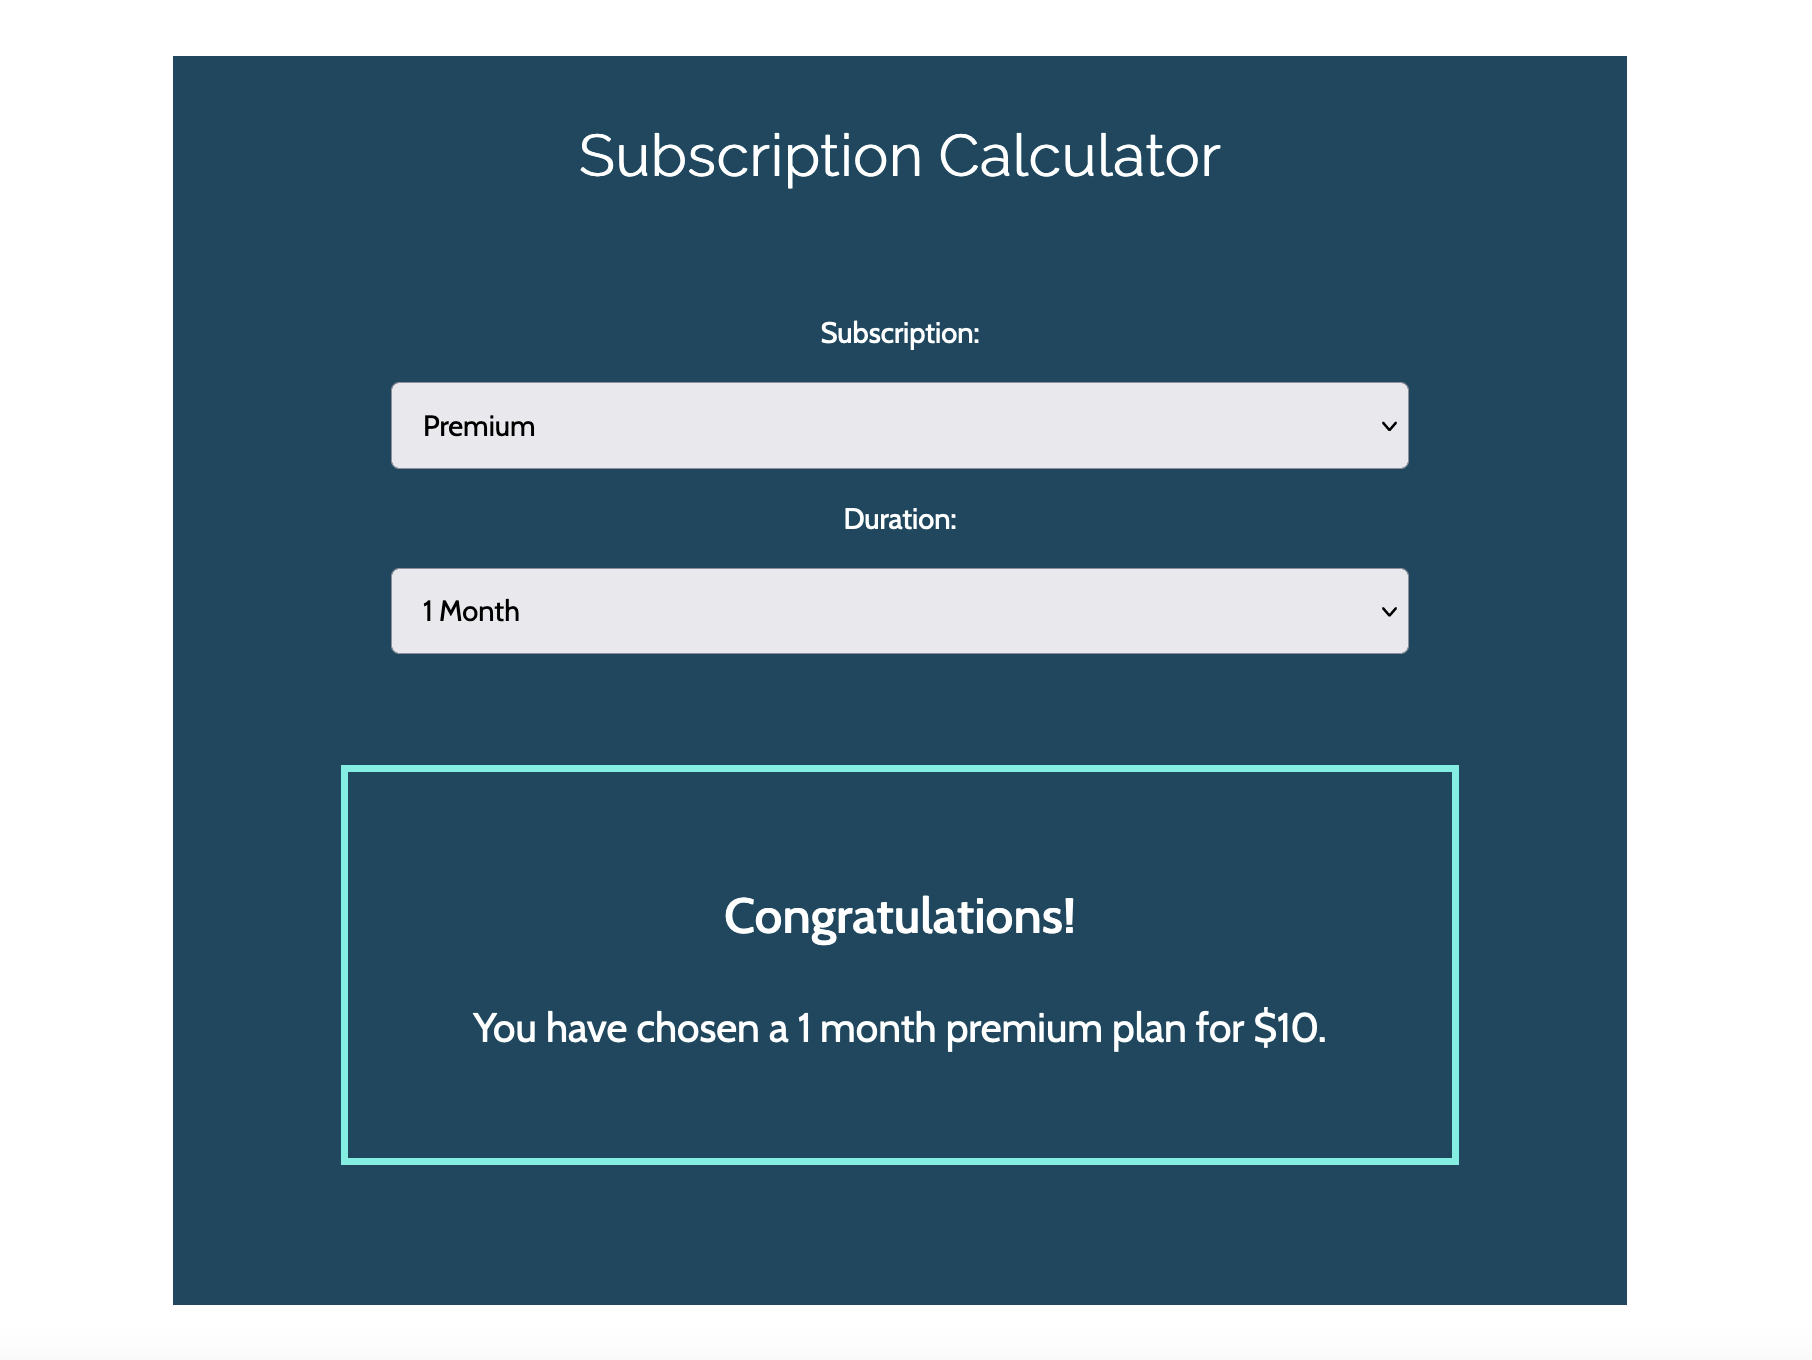 Subscription Calculator
Subscription:
Premium
Duration:
1 Month
Congratulations!
You have chosen a 1 month premium plan for $10.